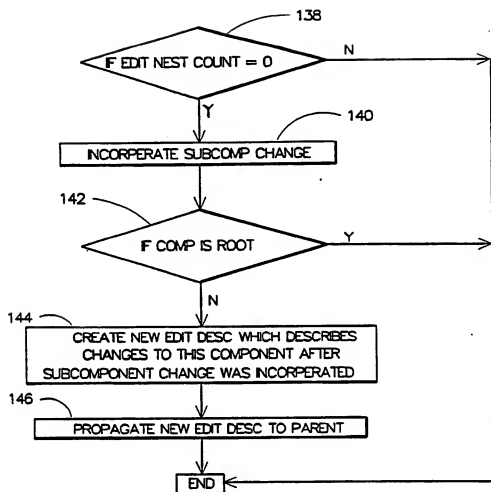 138
IF EDIT NEST COUNT = 0
N
Y
140
INCORPERATE SUBCOMP CHANGE
142
IF COMP IS ROOT
Y
N
144
CREATE NEW EDIT DESC WHICH DESCRIBES
CHANGES TO THIS COMPONENT AFTER
SUBCOMPONENT CHANGE WAS INCORPERATED
146
PROPAGATE NEW EDIT DESC TO PARENT
END